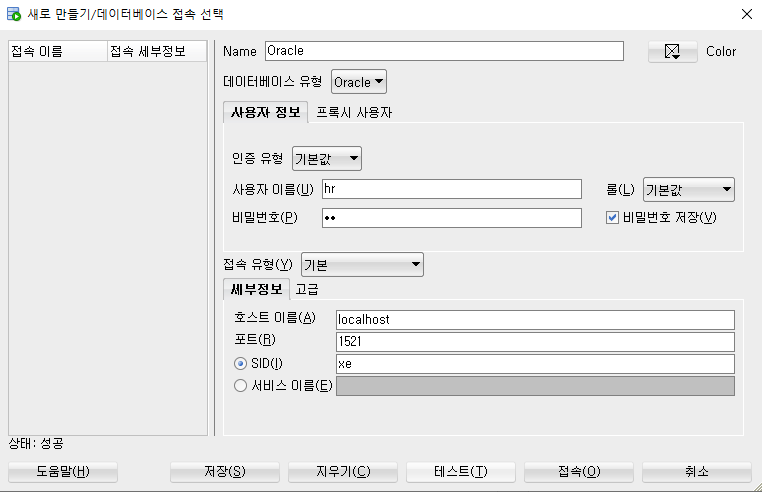 새로 만들기/데이터베이스 접속 선택
접속 이름 접속 세부정보
Name Oracle Color
데이터베이스 유형 Oracle
사용자 정보 프록시 사용자
인증 유형 기본값
사용자 이름(U) hr 롤(L) 기본값
비밀번호(P) •• 비밀번호 저장(V)
접속 유형(Y) 기본
세부정보 고급
호스트 이름(A) localhost
포트(R) 1521
SID(I) xe
서비스 이름(E)
상태: 성공
도움말(H) 저장(S) 지우기(C) 테스트(T) 접속(O) 취소